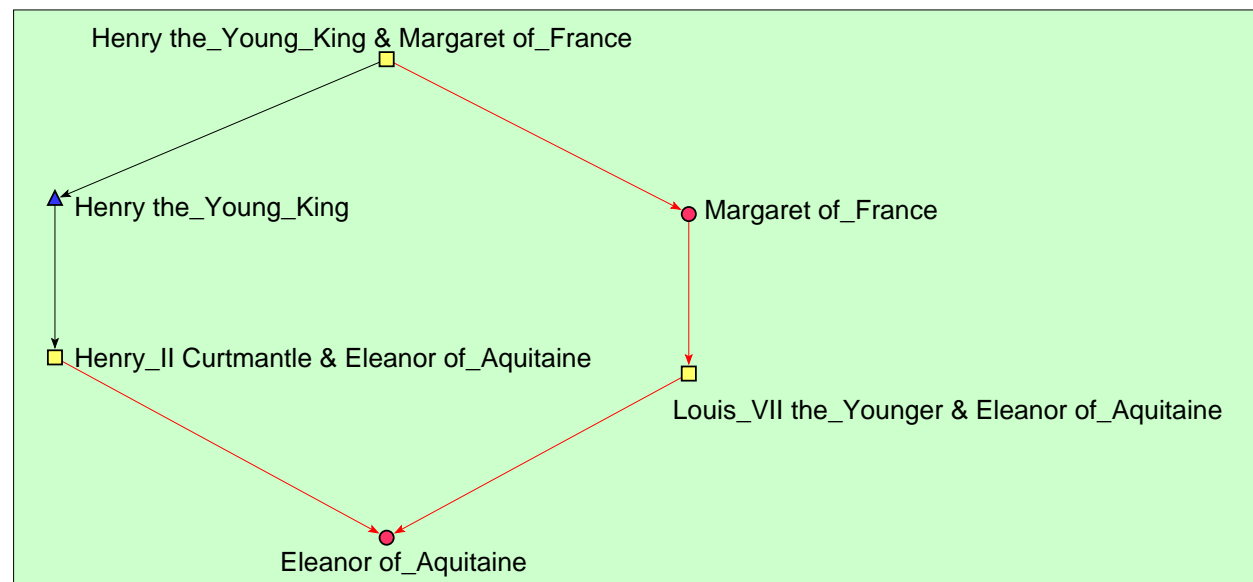 Henry the_Young_King & Margaret of_France
Henry the_Young_King
Margaret of_France
Henry_II Curtmantle & Eleanor of_Aquitaine
Louis_VII the_Younger & Eleanor of_Aquitaine
Eleanor of_Aquitaine